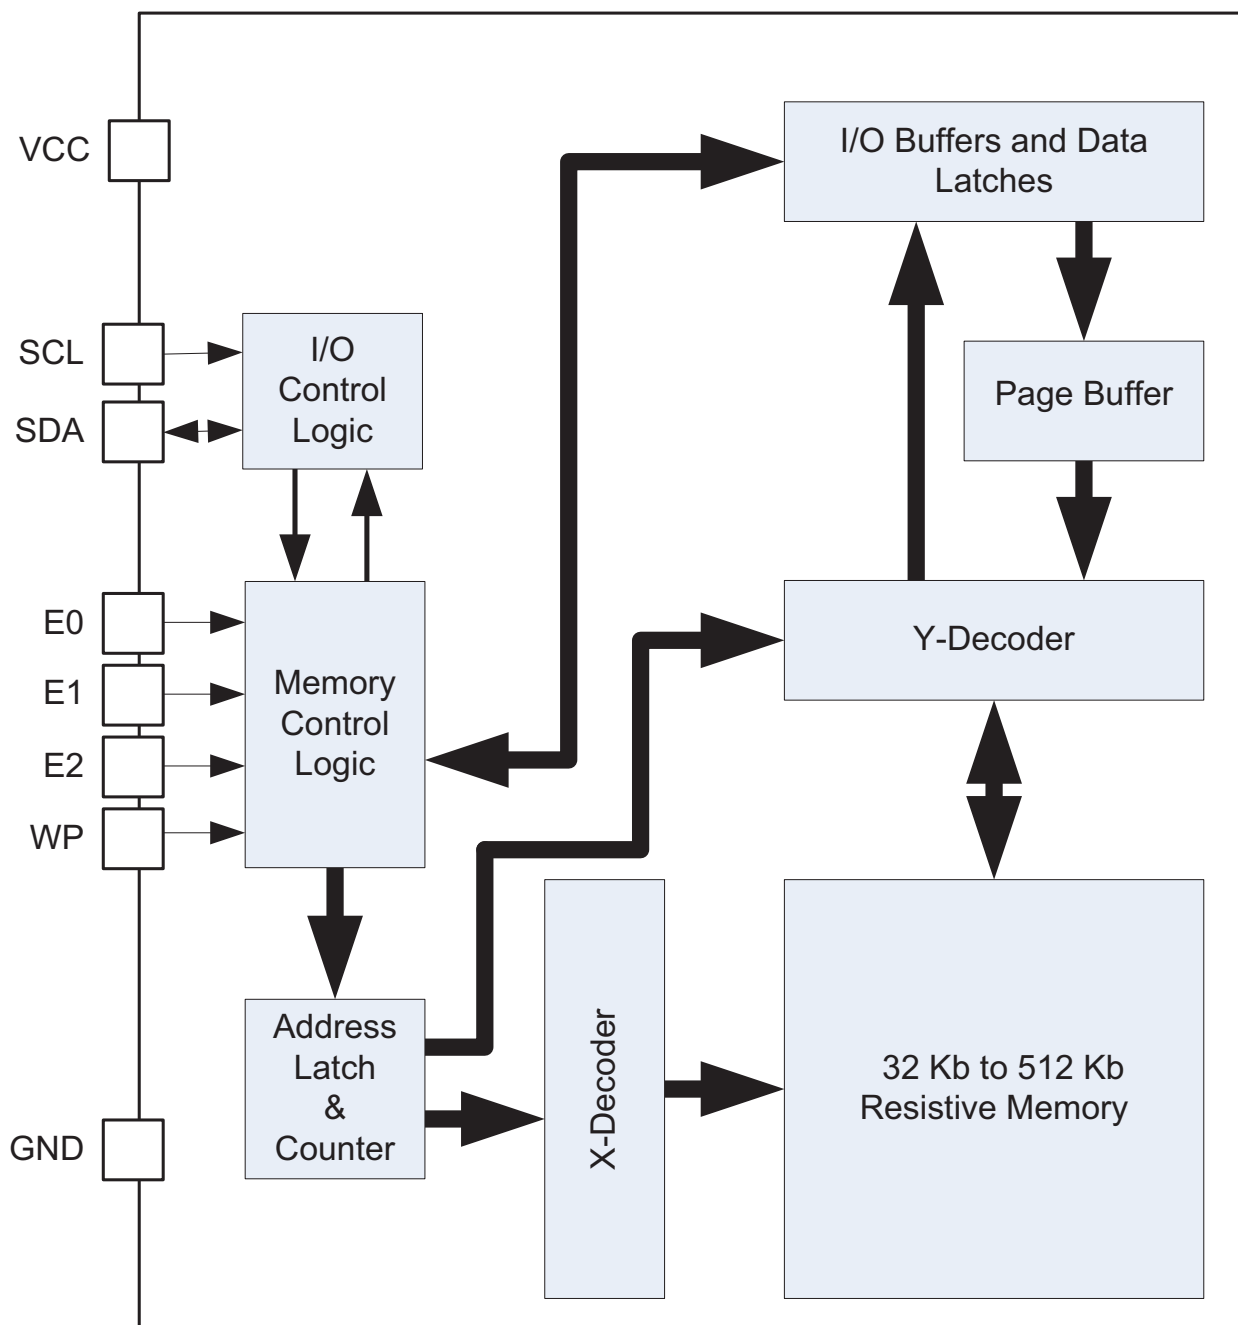 VCC
I/O Buffers and Data
Latches
SCL
I/O
Control
Logic
SDA
Page Buffer
E0
E1
E2
WP
Memory
Control
Logic
Y-Decoder
Address
Latch
&
Counter
X-Decoder
32 Kb to 512 Kb
Resistive Memory
GND